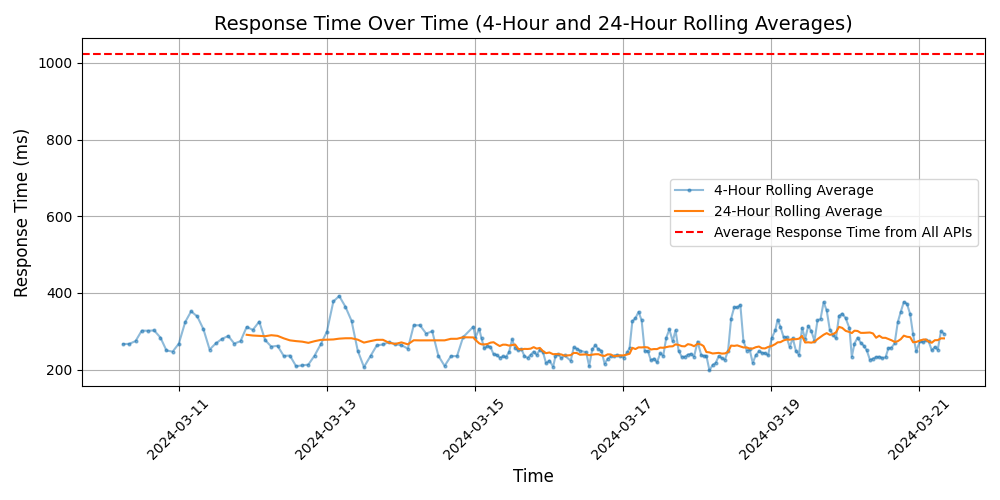 Response Time Over Time (4-Hour and 24-Hour Rolling Averages)
Response Time (ms)
1000
800
600
400
200
4-Hour Rolling Average
24-Hour Rolling Average
Average Response Time from All APIs
2024-03-11
2024-03-13
2024-03-15
2024-03-17
2024-03-19
2024-03-21
Time